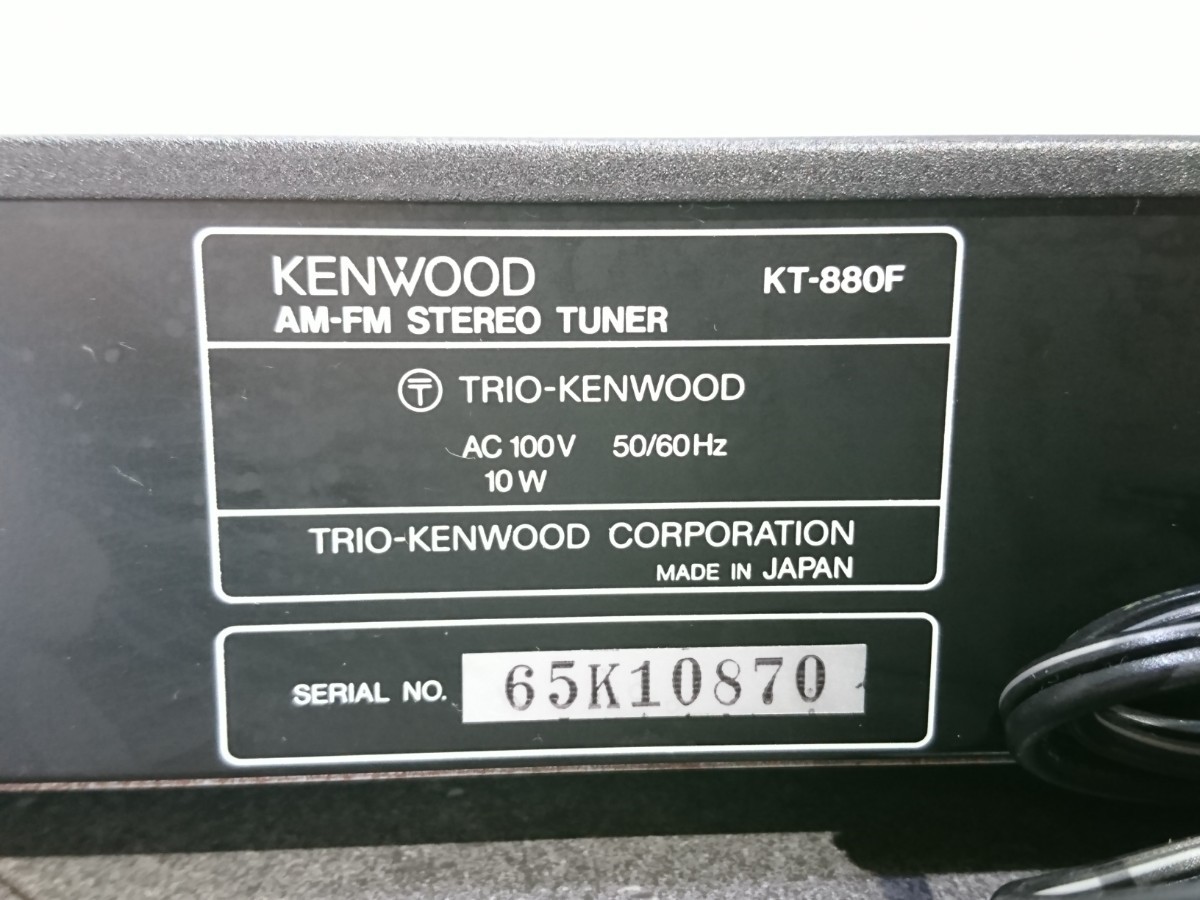 KENWOOD KT-880F
AM-FM STEREO TUNER
〶 TRIO-KENWOOD
AC 100V 50/60Hz
10W
TRIO-KENWOOD CORPORATION
MADE IN JAPAN
SERIAL NO. 65K10870